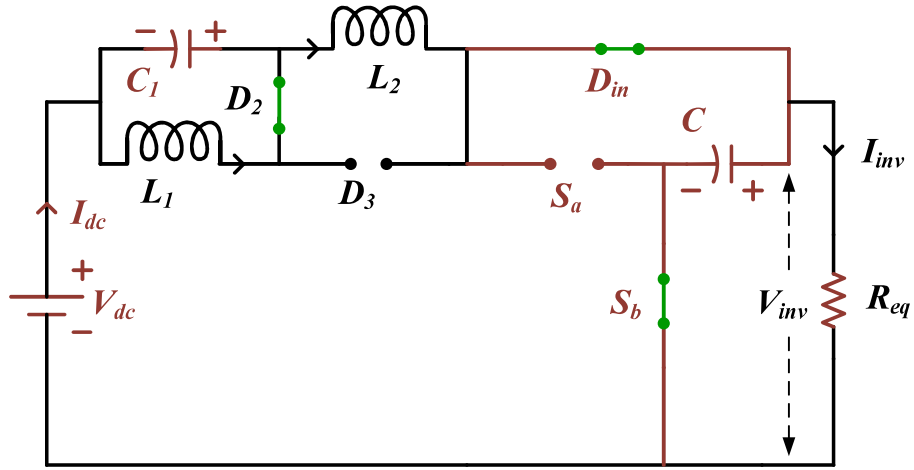 − +
C1
D2
L2
Din
C
L1
D3
Sa
− +
Iinv
Idc
+
Vdc
−
Sb
Vinv
Req